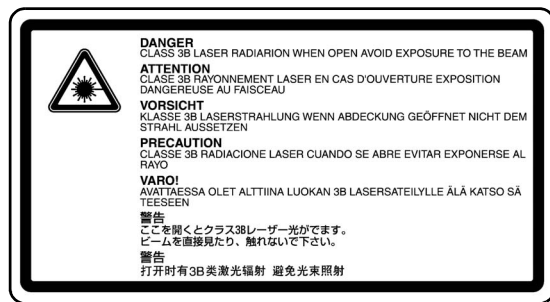 DANGER
CLASS 3B LASER RADIARION WHEN OPEN AVOID EXPOSURE TO THE BEAM
ATTENTION
CLASE 3B RAYONNEMENT LASER EN CAS D'OUVERTURE EXPOSITION
DANGEREUSE AU FAISCEAU
VORSICHT
KLASSE 3B LASERSTRAHLUNG WENN ABDECKUNG GEÖFFNET NICHT DEM
STRAHL AUSSETZEN
PRECAUTION
CLASSE 3B RADIACIONE LASER CUANDO SE ABRE EVITAR EXPONERSE AL
RAYO
VARO!
AVATTAESSA OLET ALTTIINA LUOKAN 3B LASERSATEILYLLE ÄLÄ KATSO SÄ
TEESEEN
警告
ここを開くとクラス3Bレーザー光がでます。
ビームを直接見たり、触れないで下さい。
警告
打开时有3B类激光辐射 避免光束照射